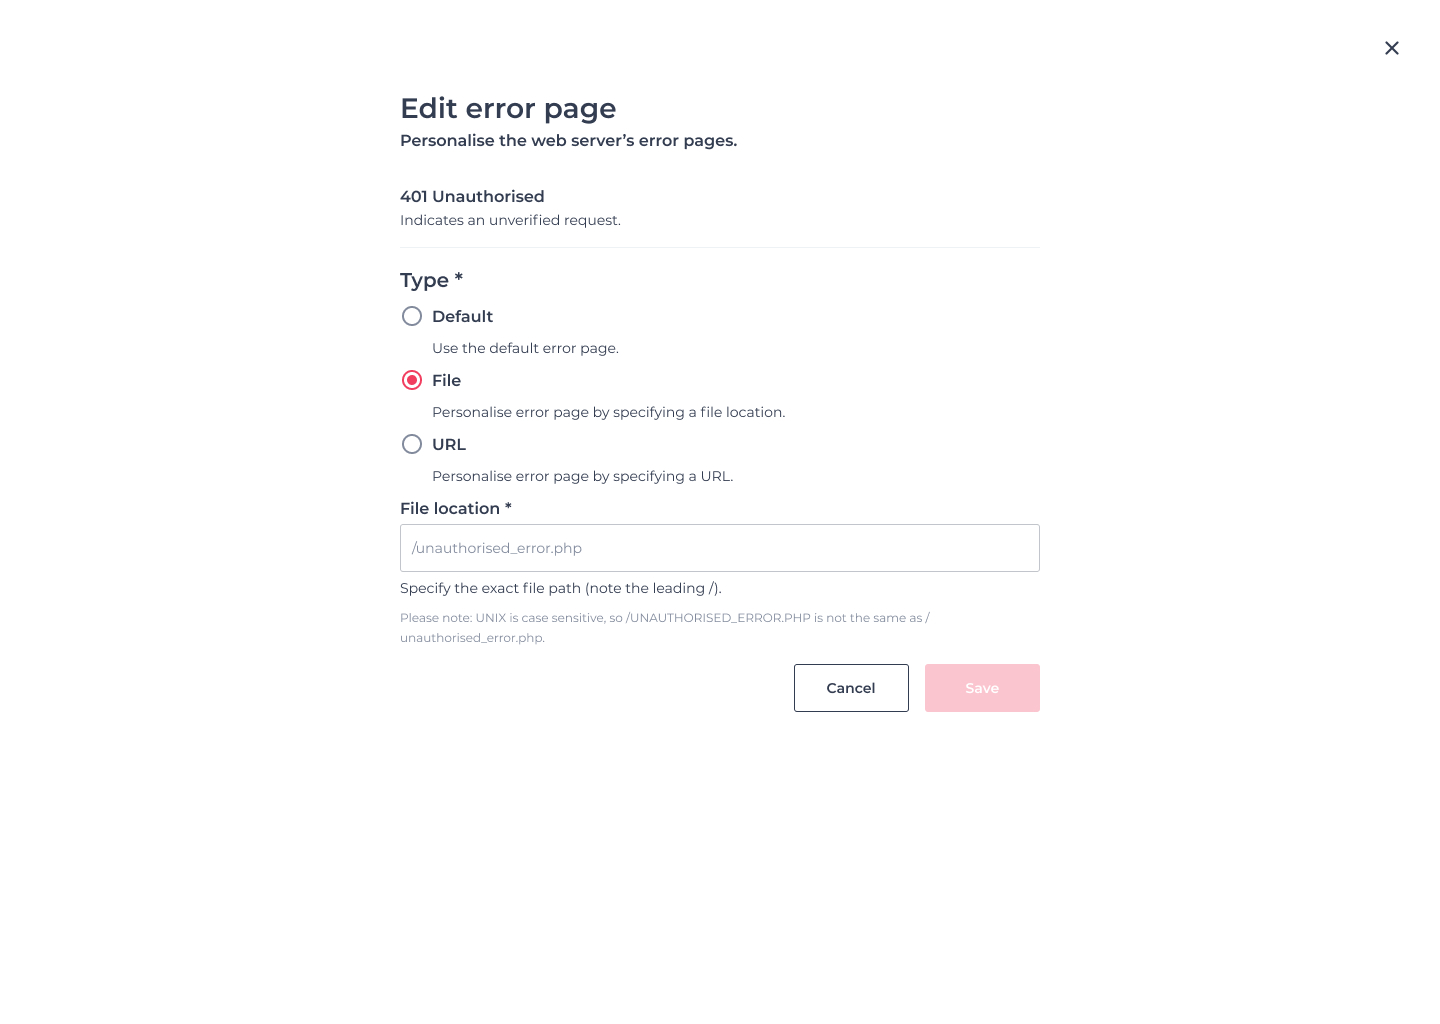 Edit error page
Personalise the web server’s error pages.
401 Unauthorised
Indicates an unverified request.
Type *
Default
Use the default error page.
File
Personalise error page by specifying a file location.
URL
Personalise error page by specifying a URL.
File location *
/unauthorised_error.php
Specify the exact file path (note the leading /).
Please note: UNIX is case sensitive, so /UNAUTHORISED_ERROR.PHP is not the same as /
unauthorised_error.php.
Cancel Save